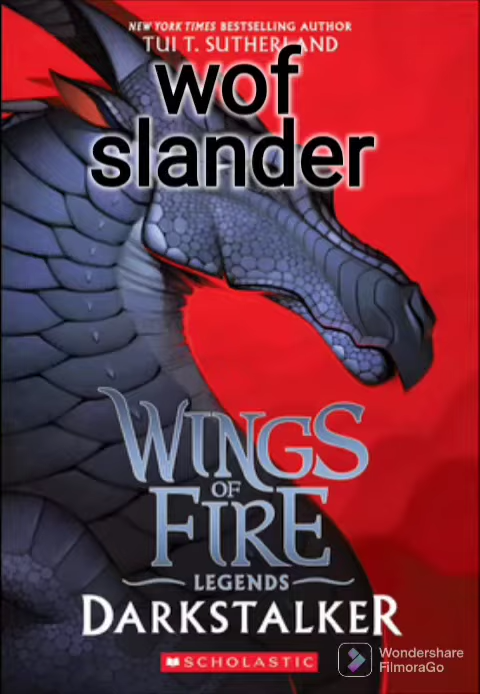 NEW YORK TIMES BESTSELLING AUTHOR
TUI T. SUTHERLAND
wof
slander
WINGS
OF
FIRE
LEGENDS
DARKSTALKER
SCHOLASTIC
Wondershare
FilmoraGo